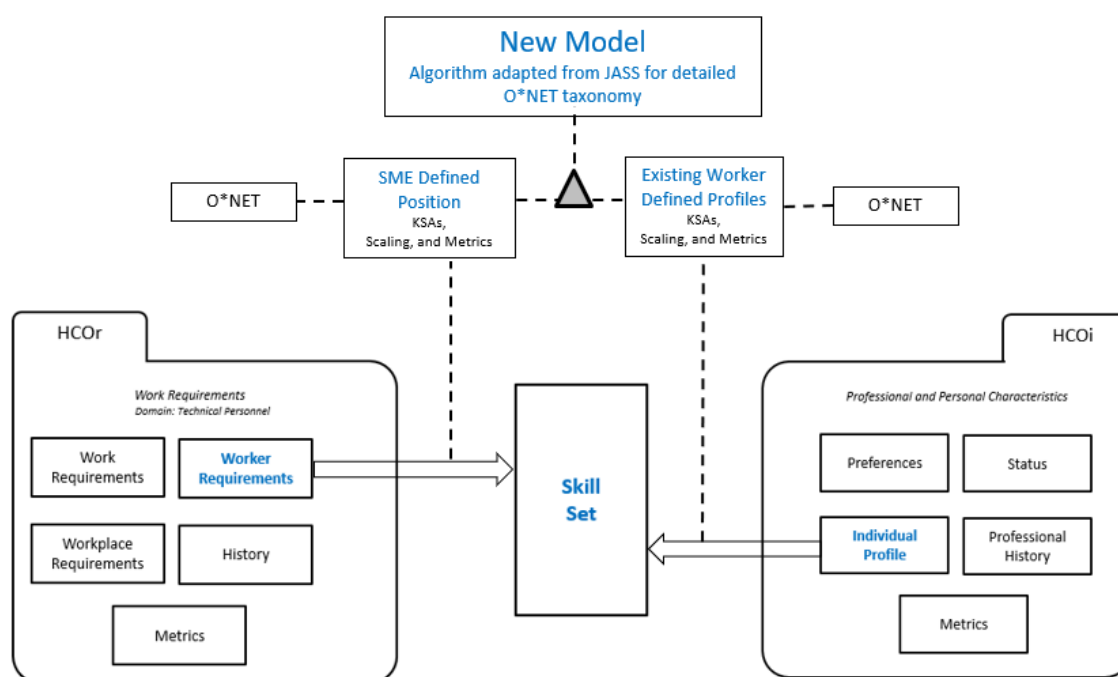 New Model
Algorithm adapted from JASS for detailed
O*NET taxonomy
O*NET
SME Defined
Position
KSAs,
Scaling, and Metrics
Existing Worker
Defined Profiles
KSAs,
Scaling, and Metrics
O*NET
HCOr
Work Requirements
Domain: Technical Personnel
Work
Requirements
Worker
Requirements
Workplace
Requirements
History
Metrics
Skill
Set
HCOi
Professional and Personal Characteristics
Preferences
Status
Individual
Profile
Professional
History
Metrics